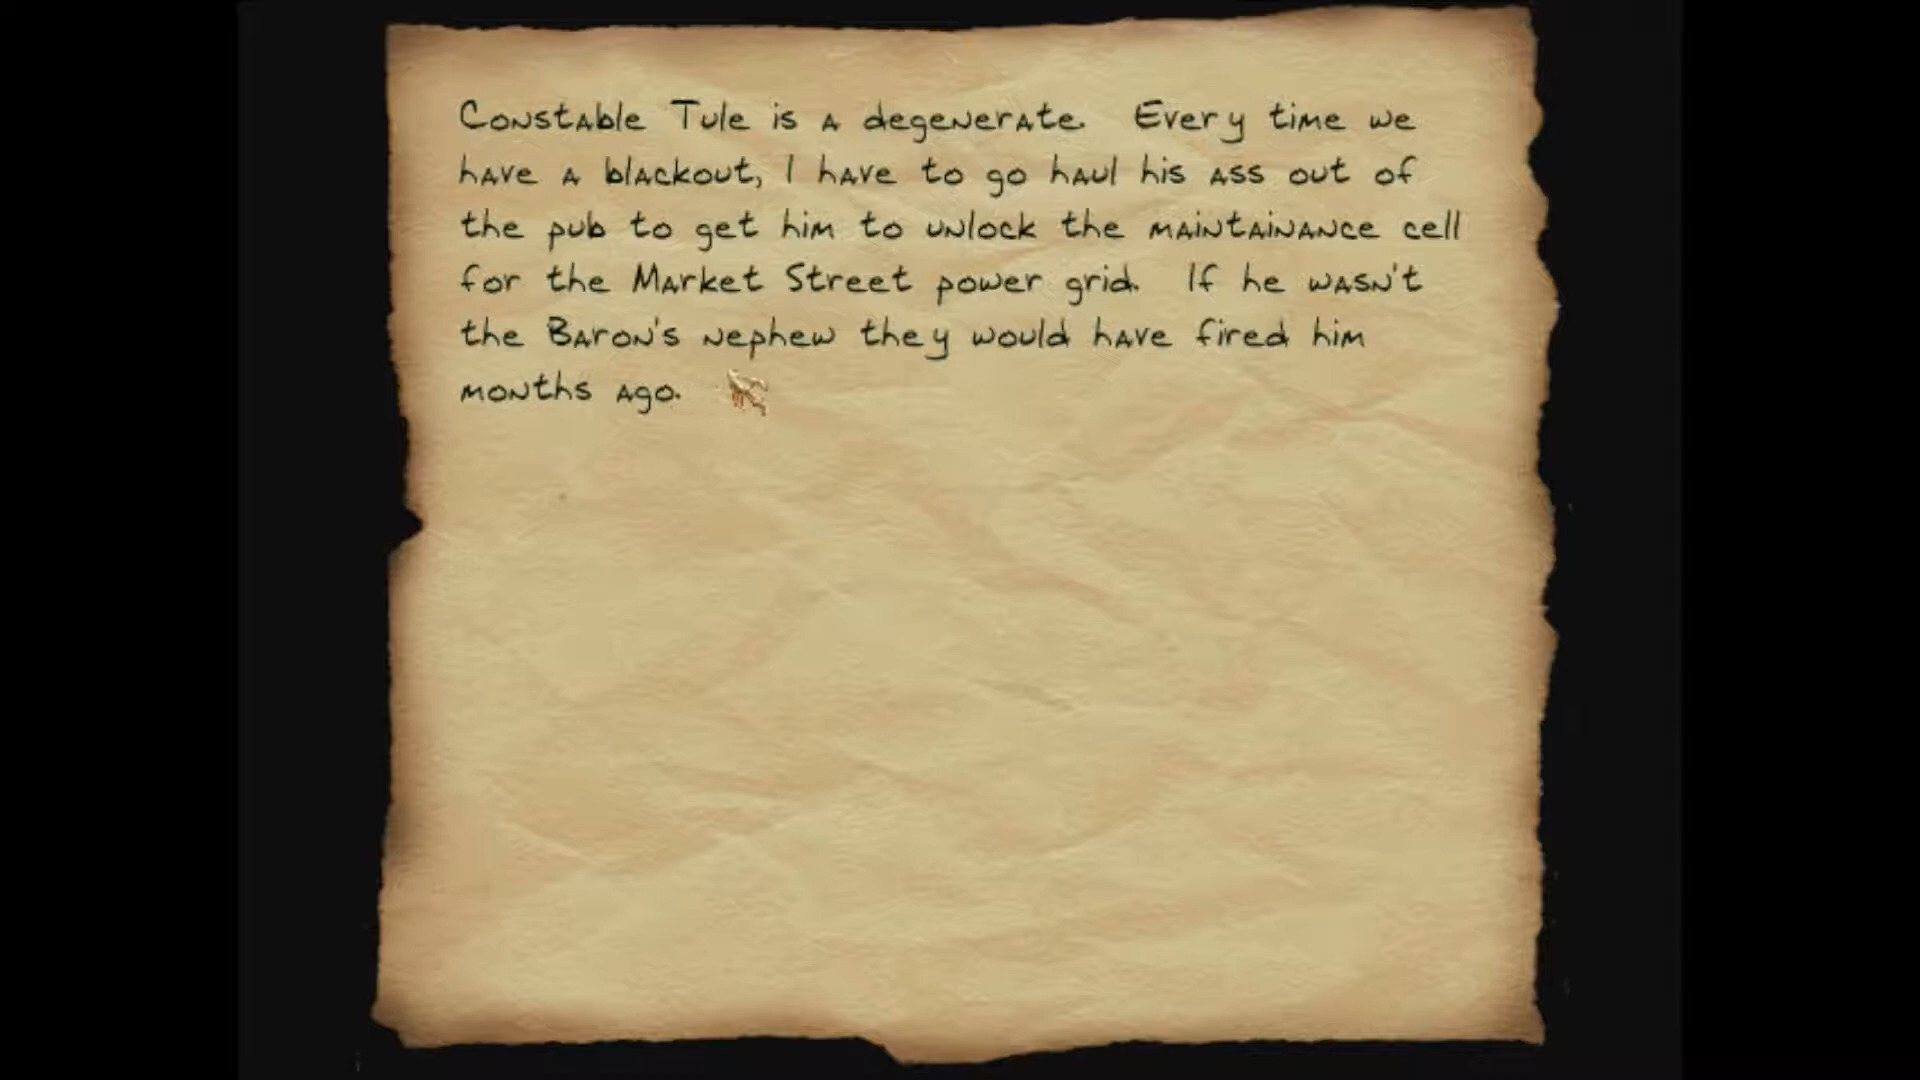 Constable Tule is a degenerate.  Every time we
have a blackout, I have to go haul his ass out of
the pub to get him to unlock the maintainance cell
for the Market Street power grid.  If he wasn't
the Baron's nephew they would have fired him
months ago.